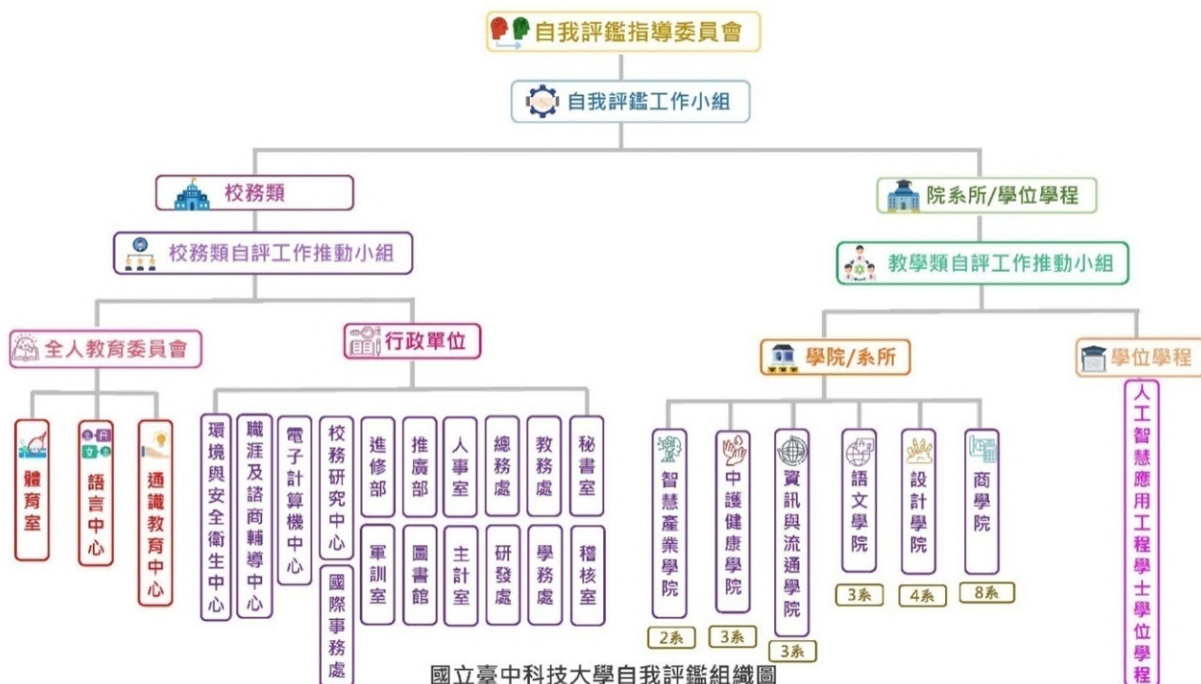 自我評鑑指導委員會
自我評鑑工作小組
校務類
院系所/學位學程
校務類自評工作推動小組
教學類自評工作推動小組
全人教育委員會
行政單位
學院/系所
學位學程
體育室
語言中心
通識教育中心
環境與安全衛生中心
職涯及諮商輔導中心
電子計算機中心
校務研究中心
國際事務處
進修部
軍訓室
推廣部
圖書館
人事室
主計室
總務處
研發處
教務處
學務處
秘書室
稽核室
智慧產業學院
2系
中護健康學院
3系
資訊與流通學院
3系
語文學院
3系
設計學院
4系
商學院
8系
人工智慧應用工程學士學位學程
國立臺中科技大學自我評鑑組織圖